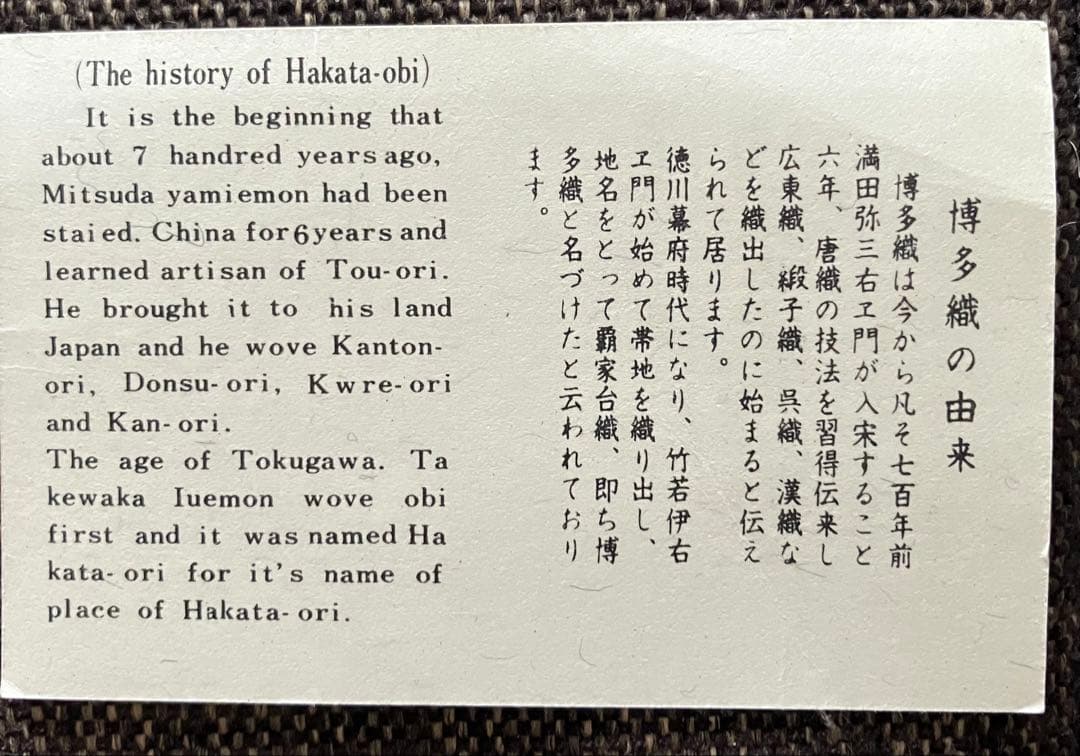 (The history of Hakata-obi)
It is the beginning that
about 7 handred years ago,
Mitsuda yamiemon had been
staied. China for 6 years and
learned artisan of Tou-ori.
He brought it to his land
Japan and he wove Kanton-
ori, Donsu-ori, Kwre-ori
and Kan-ori.
The age of Tokugawa. Ta
kewaka Iuemon wove obi
first and it was named Ha
kata-ori for it's name of
place of Hakata-ori.
博多織の由来
博多織は今から凡そ七百年前
満田弥三右ヱ門が入宋すること
六年、唐織の技法を習得伝来し
広東織、緞子織、呉織、漢織な
どを織出したのに始まると伝え
られて居ります。
徳川幕府時代になり、竹若伊右
ヱ門が始めて帯地を織り出し、
地名をとって覇家台織、即ち博
多織と名づけたと云われており
ます。